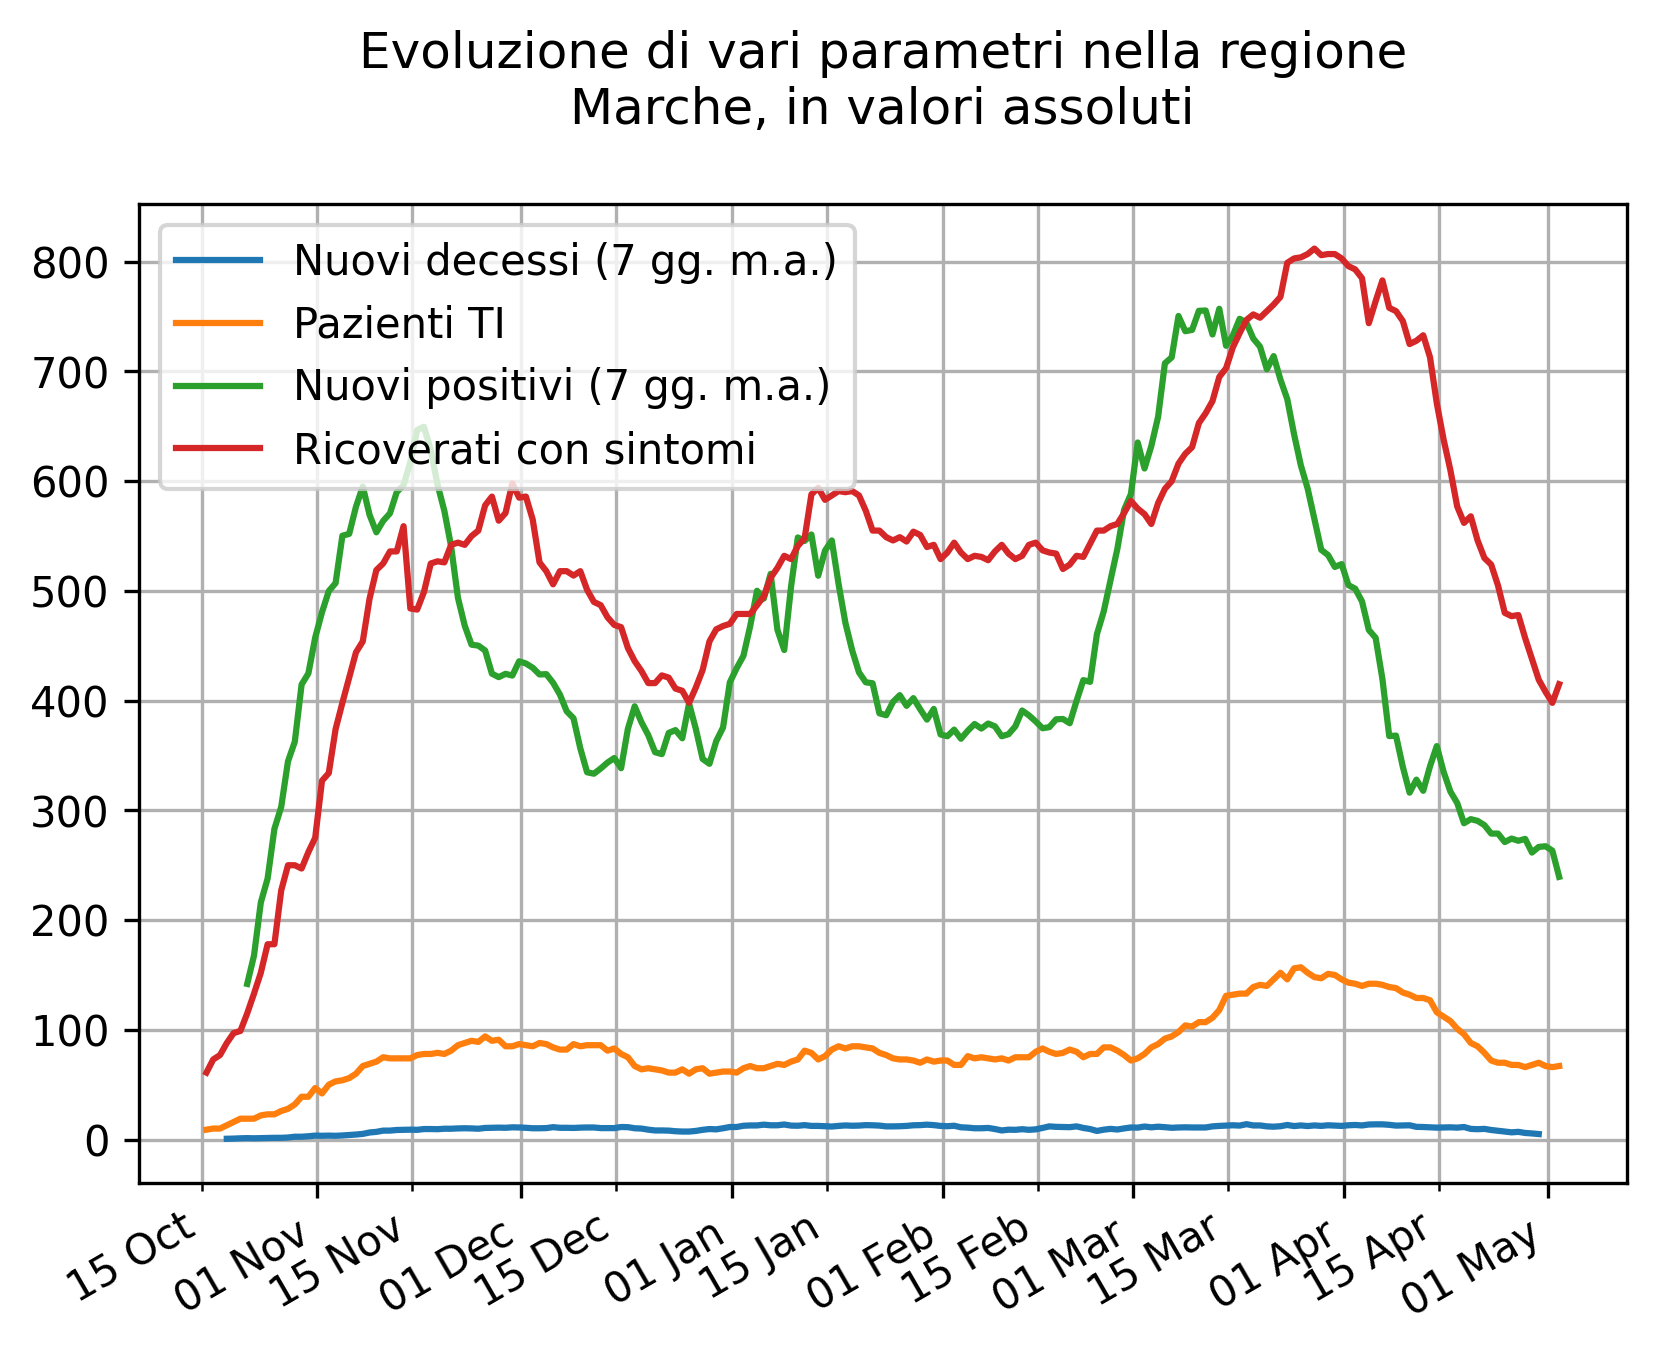 Evoluzione di vari parametri nella regione
Marche, in valori assoluti
Nuovi decessi (7 gg. m.a.)
Pazienti TI
Nuovi positivi (7 gg. m.a.)
Ricoverati con sintomi
800
700
600
500
400
300
200
100
0
15 Oct
01 Nov
15 Nov
01 Dec
15 Dec
01 Jan
15 Jan
01 Feb
15 Feb
01 Mar
15 Mar
01 Apr
15 Apr
01 May